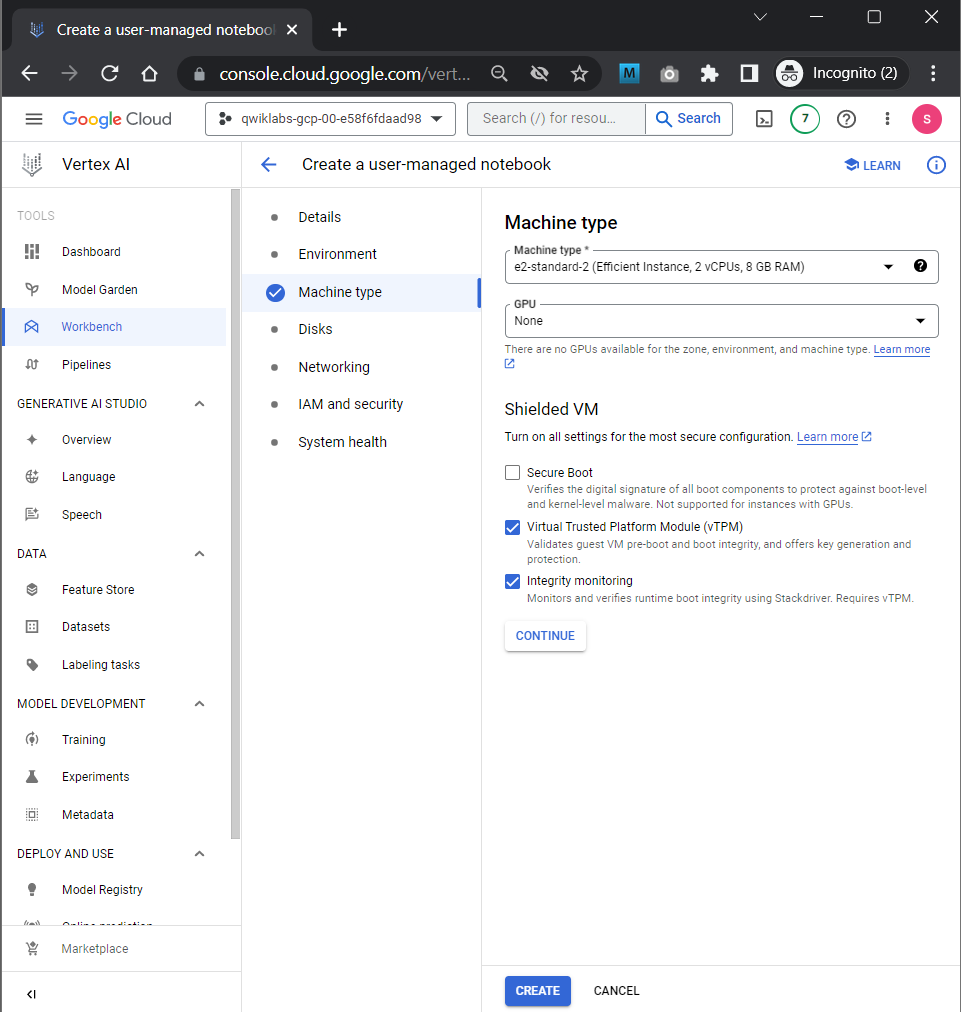 Create a user-managed notebook
Incognito (2)
console.cloud.google.com/vert...
M
Google Cloud
qwiklabs-gcp-00-e58f6fdaad98
Search (/) for resou...
Search
7
S
Vertex AI
Create a user-managed notebook
LEARN
TOOLS
Dashboard
Model Garden
Workbench
Pipelines
GENERATIVE AI STUDIO
Overview
Language
Speech
DATA
Feature Store
Datasets
Labeling tasks
MODEL DEVELOPMENT
Training
Experiments
Metadata
DEPLOY AND USE
Model Registry
Online prediction
Marketplace
Details
Environment
Machine type
Disks
Networking
IAM and security
System health
Machine type
Machine type *
e2-standard-2 (Efficient Instance, 2 vCPUs, 8 GB RAM)
GPU
None
There are no GPUs available for the zone, environment, and machine type. Learn more
Shielded VM
Turn on all settings for the most secure configuration. Learn more
Secure Boot
Verifies the digital signature of all boot components to protect against boot-level
and kernel-level malware. Not supported for instances with GPUs.
Virtual Trusted Platform Module (vTPM)
Validates guest VM pre-boot and boot integrity, and offers key generation and
protection.
Integrity monitoring
Monitors and verifies runtime boot integrity using Stackdriver. Requires vTPM.
CONTINUE
CREATE
CANCEL